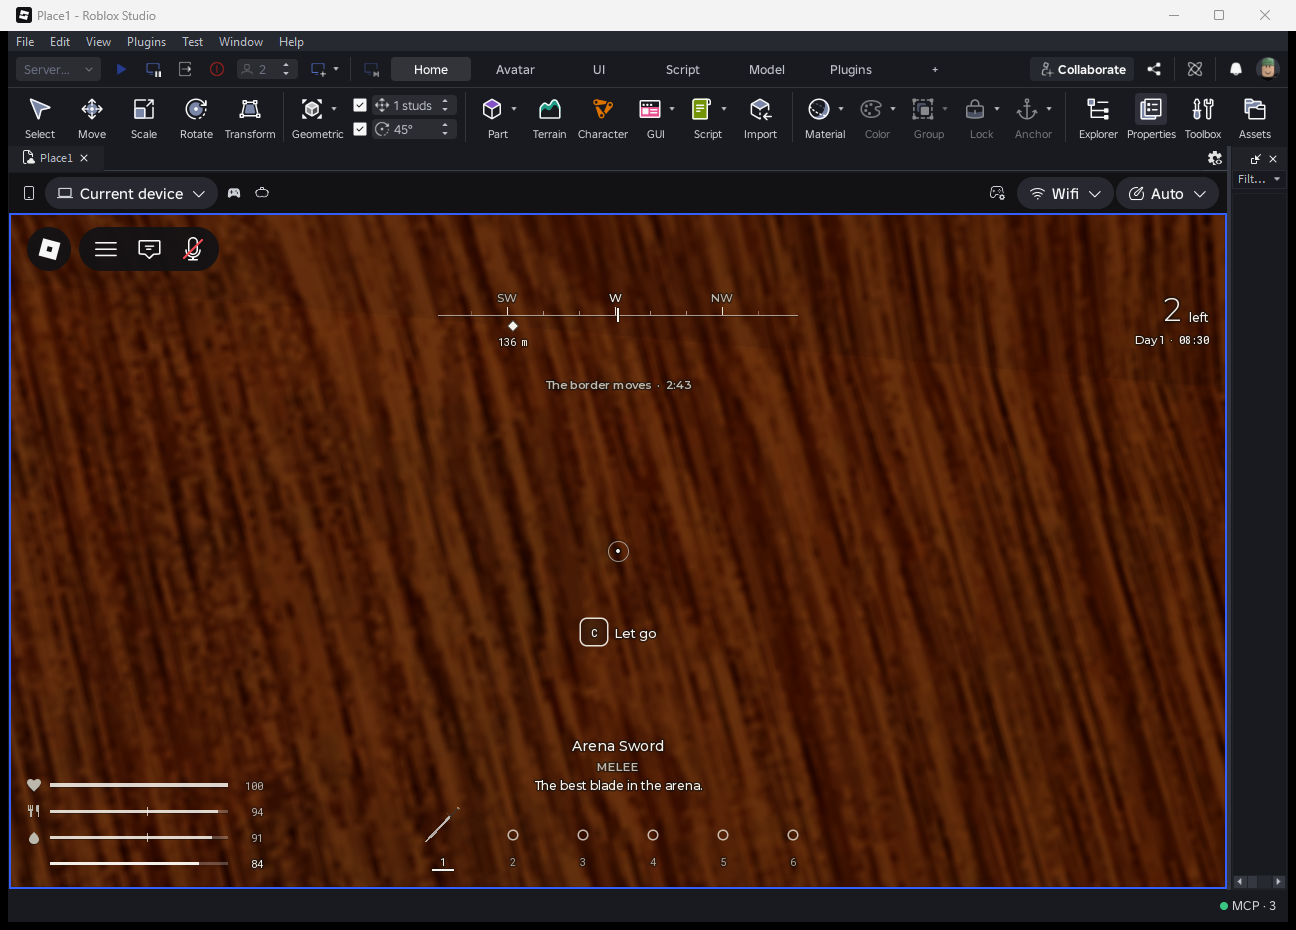 Place1 - Roblox Studio
File Edit View Plugins Test Window Help
Server... 2 Home Avatar UI Script Model Plugins + Collaborate
1 studs
45°
Select Move Scale Rotate Transform Geometric Part Terrain Character GUI Script Import Material Color Group Lock Anchor Explorer Properties Toolbox Assets
Place1
Filt...
Current device Wifi Auto
SW W NW
136 m
2 left
Day 1 · 08:30
The border moves · 2:43
C Let go
Arena Sword
MELEE
The best blade in the arena.
100
94
91
84
1 2 3 4 5 6
MCP · 3